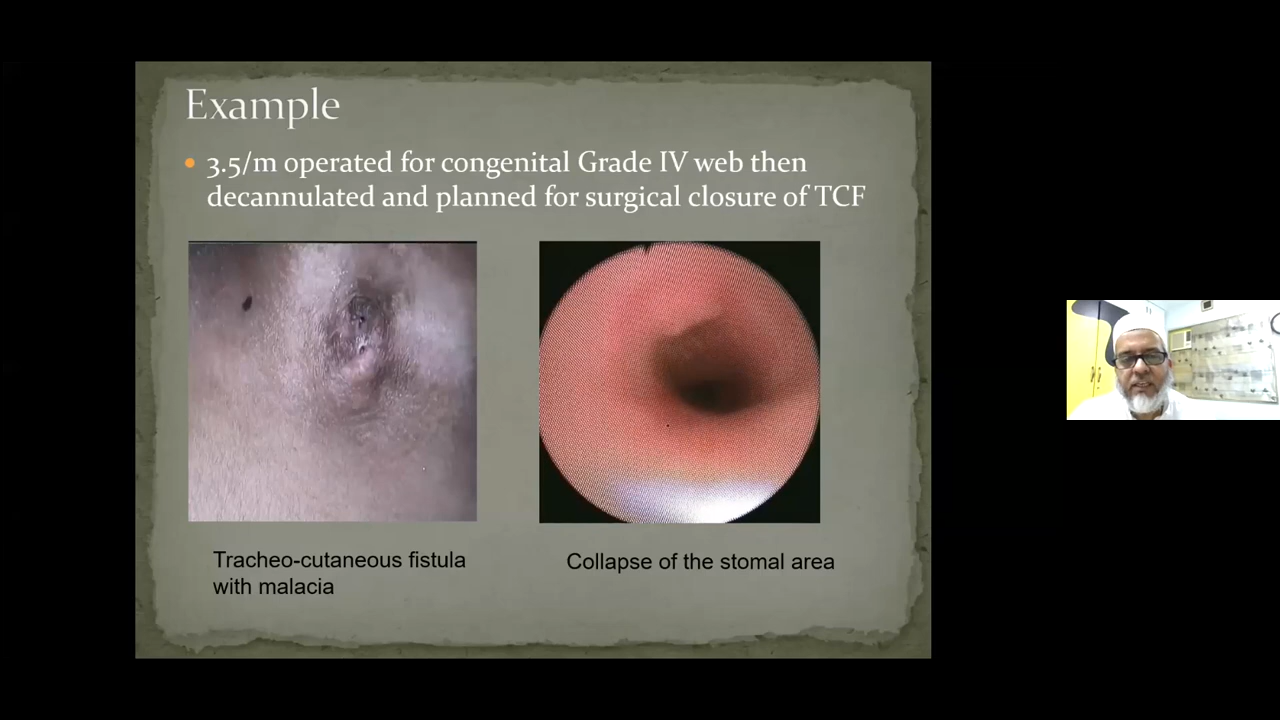 Example
3.5/m operated for congenital Grade IV web then
decannulated and planned for surgical closure of TCF
Tracheo-cutaneous fistula
with malacia
Collapse of the stomal area